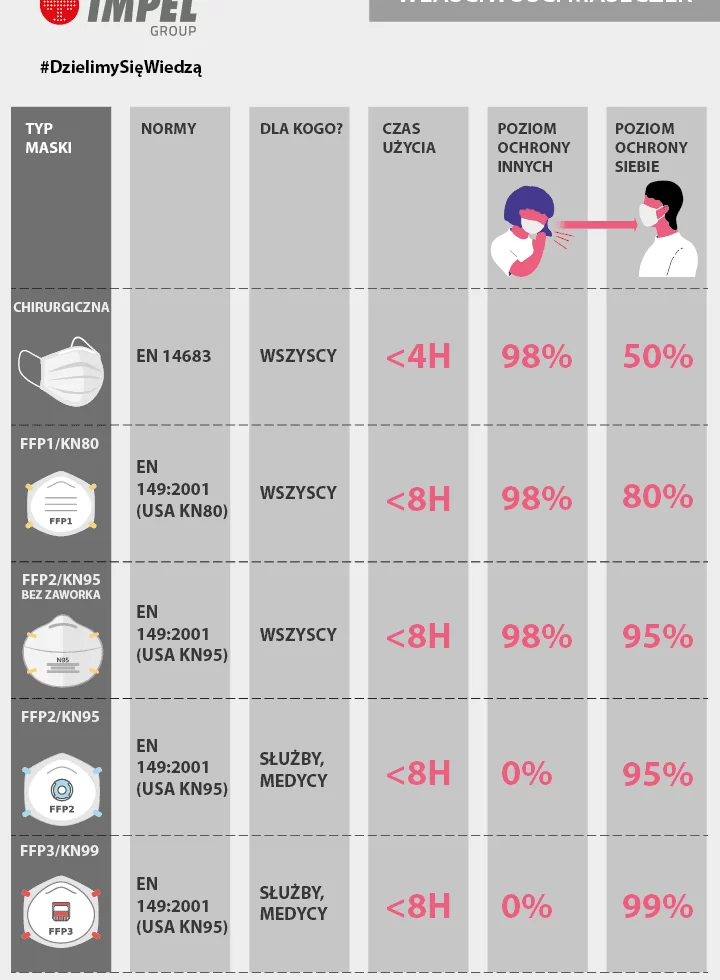 IMPEL
GROUP
WŁAŚCIWOŚCI MASECZEK
#DzielimySięWiedzą
TYP
MASKI
NORMY
DLA KOGO?
CZAS
UŻYCIA
POZIOM
OCHRONY
INNYCH
POZIOM
OCHRONY
SIEBIE
CHIRURGICZNA
EN 14683
WSZYSCY
<4H
98%
50%
FFP1/KN80
FFP1
EN
149:2001
(USA KN80)
WSZYSCY
<8H
98%
80%
FFP2/KN95
BEZ ZAWORKA
N95
EN
149:2001
(USA KN95)
WSZYSCY
<8H
98%
95%
FFP2/KN95
FFP2
EN
149:2001
(USA KN95)
SŁUŻBY,
MEDYCY
<8H
0%
95%
FFP3/KN99
FFP3
EN
149:2001
(USA KN95)
SŁUŻBY,
MEDYCY
<8H
0%
99%